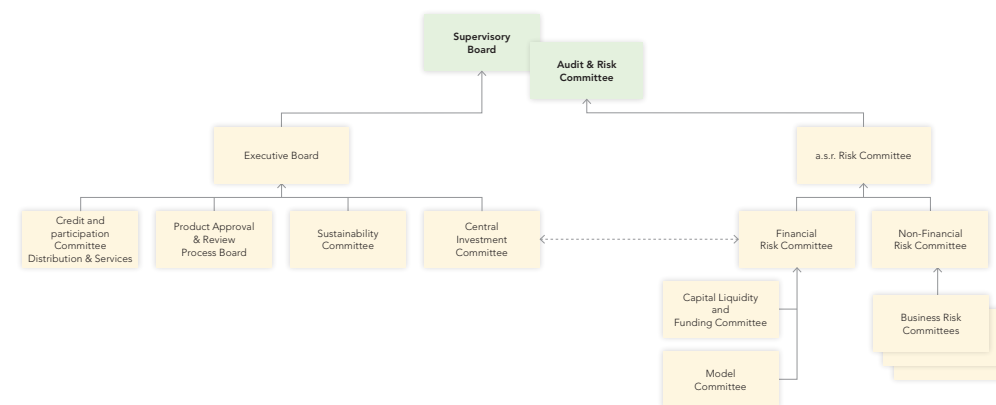 Supervisory
Board
Audit & Risk
Committee
Executive Board
a.s.r. Risk Committee
Credit and
participation
Committee
Distribution & Services
Product Approval
& Review
Process Board
Sustainability
Committee
Central
Investment
Committee
Financial
Risk Committee
Non-Financial
Risk Committee
Capital Liquidity
and
Funding Committee
Business Risk
Committees
Model
Committee